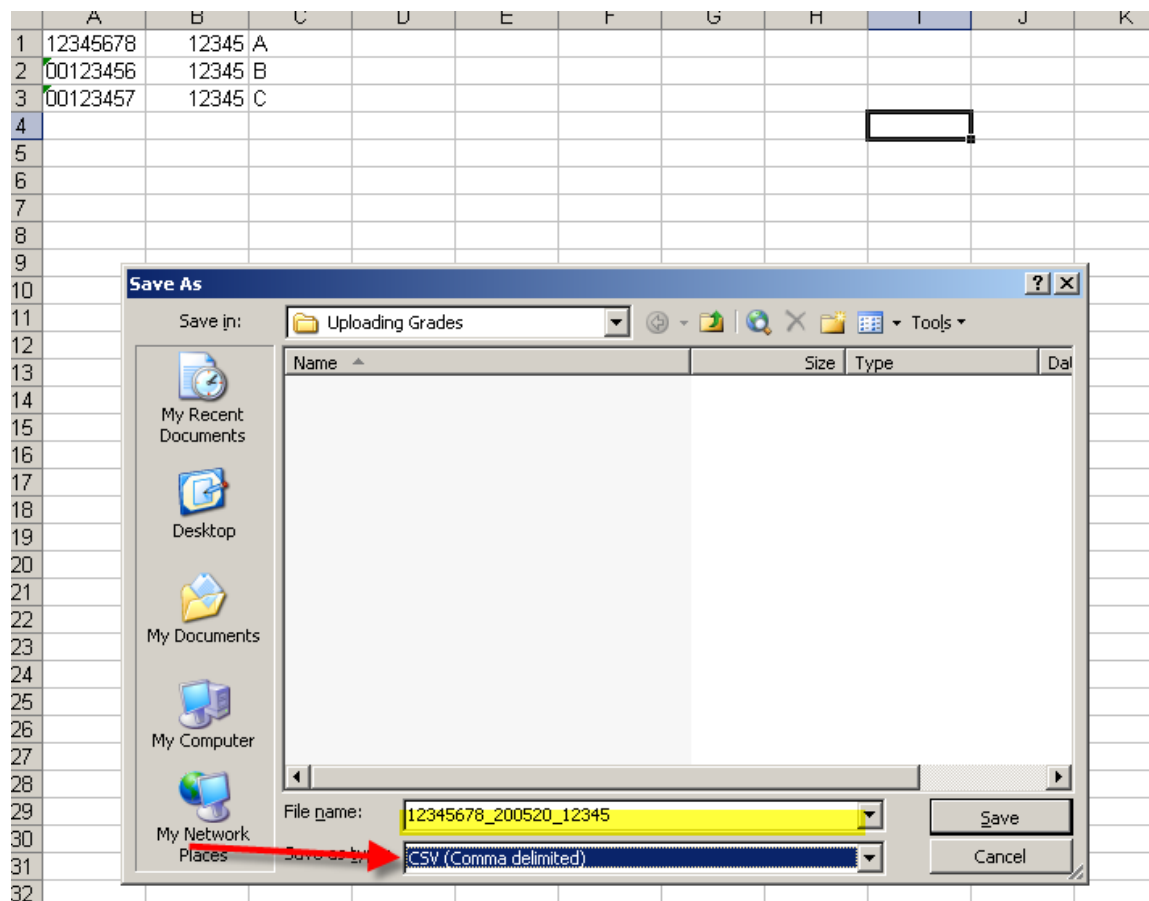 A B C D E F G H I J K
1 12345678 12345 A
2 00123456 12345 B
3 00123457 12345 C
4
5
6
7
8
9
10 Save As
11 Save in: Uploading Grades Tools
12
13 Name Size Type Dat
14
15 My Recent
Documents
16
17
18
19 Desktop
20
21
22
23 My Documents
24
25
26
27 My Computer
28
29 File name: 12345678_200520_12345 Save
30 My Network
31 Places Save as CSV (Comma delimited) Cancel
32